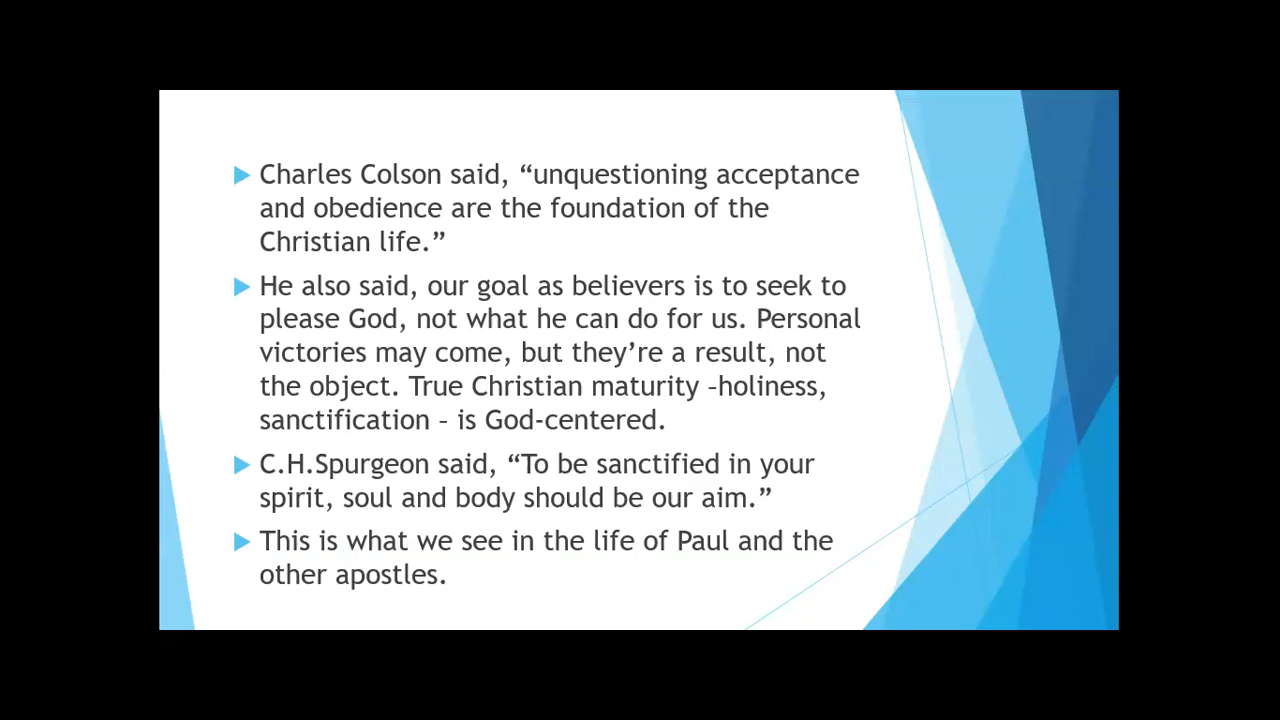 Charles Colson said, “unquestioning acceptance
and obedience are the foundation of the
Christian life.”
He also said, our goal as believers is to seek to
please God, not what he can do for us. Personal
victories may come, but they’re a result, not
the object. True Christian maturity –holiness,
sanctification – is God-centered.
C.H.Spurgeon said, “To be sanctified in your
spirit, soul and body should be our aim.”
This is what we see in the life of Paul and the
other apostles.